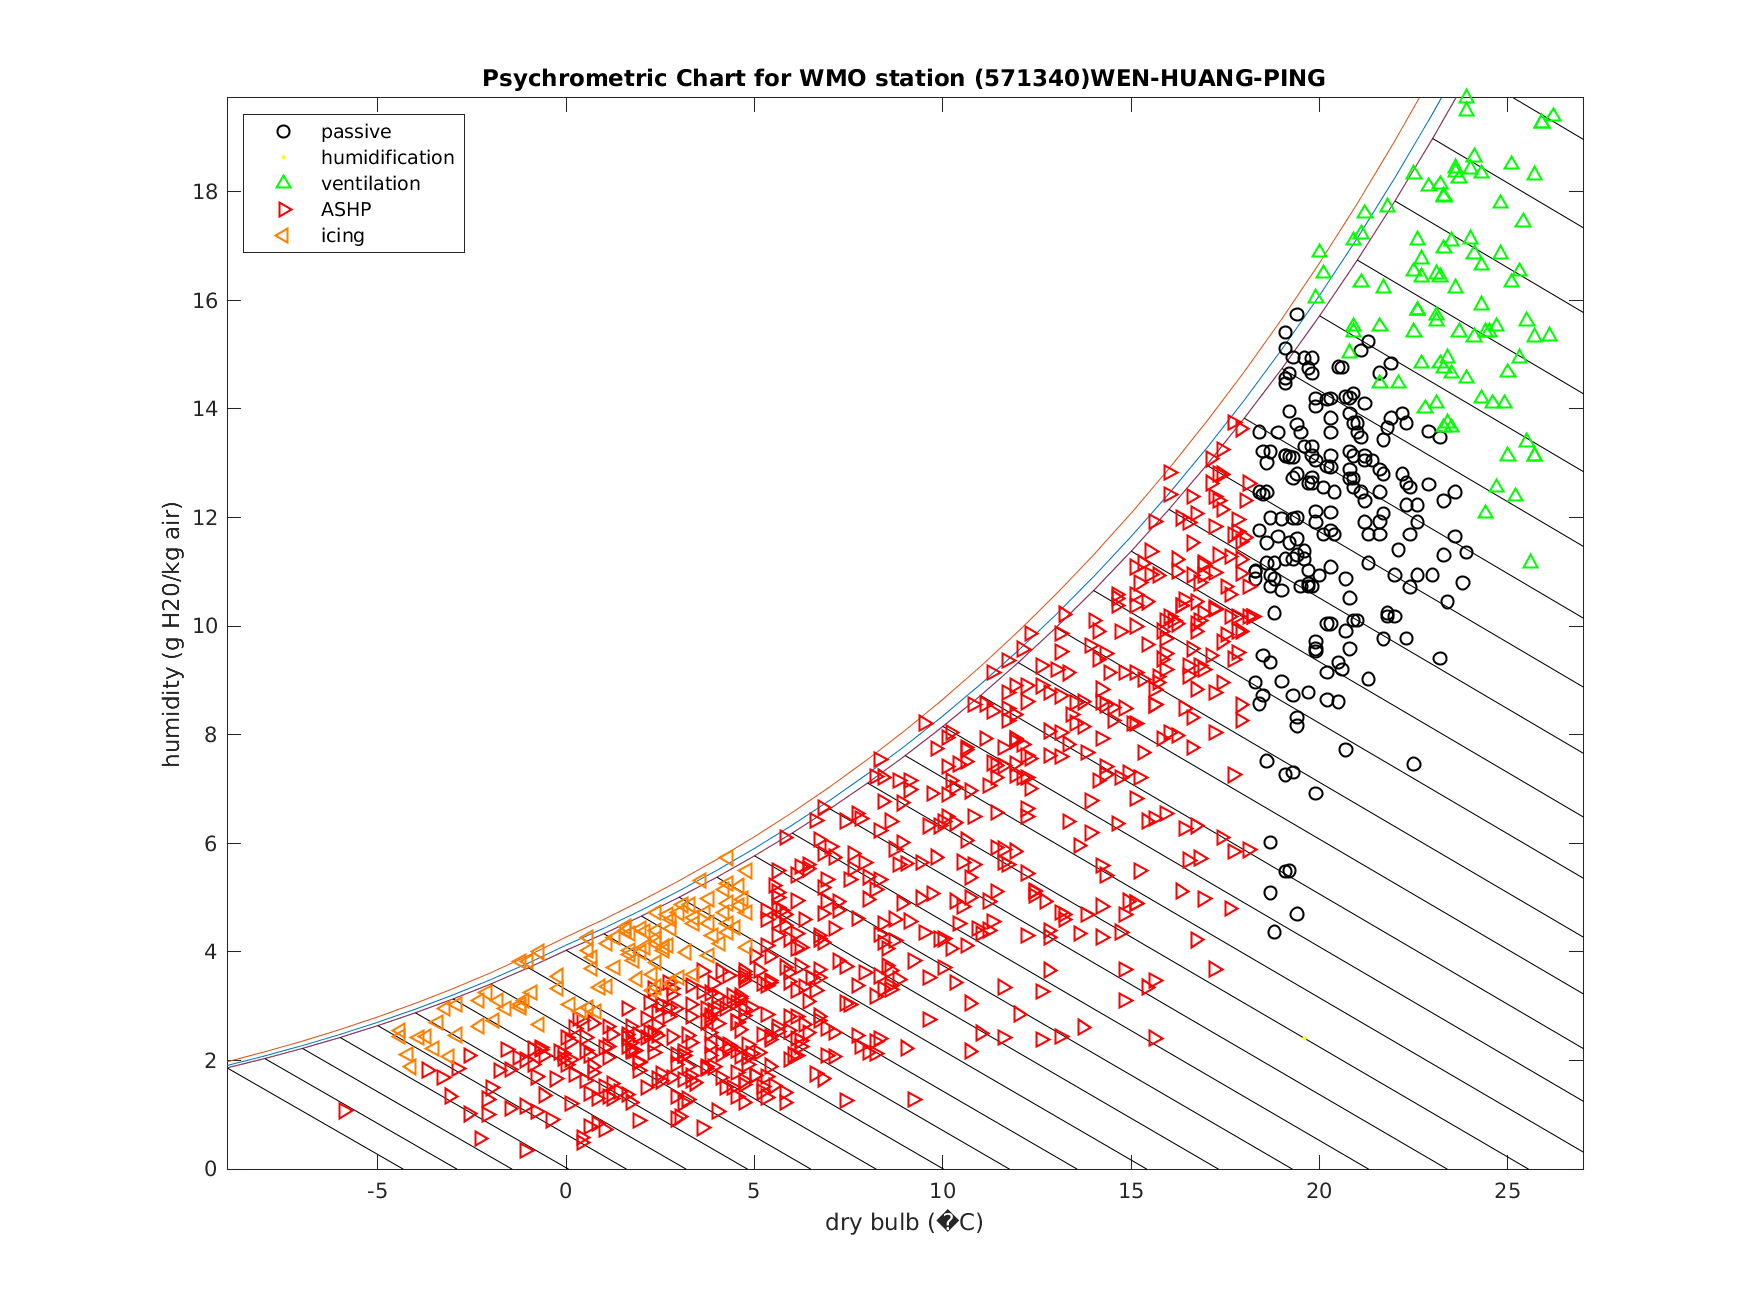 Psychrometric Chart for WMO station (571340)WEN-HUANG-PING
passive
humidification
ventilation
ASHP
icing
humidity (g H20/kg air)
18
16
14
12
10
8
6
4
2
0
-5 0 5 10 15 20 25
dry bulb (�C)